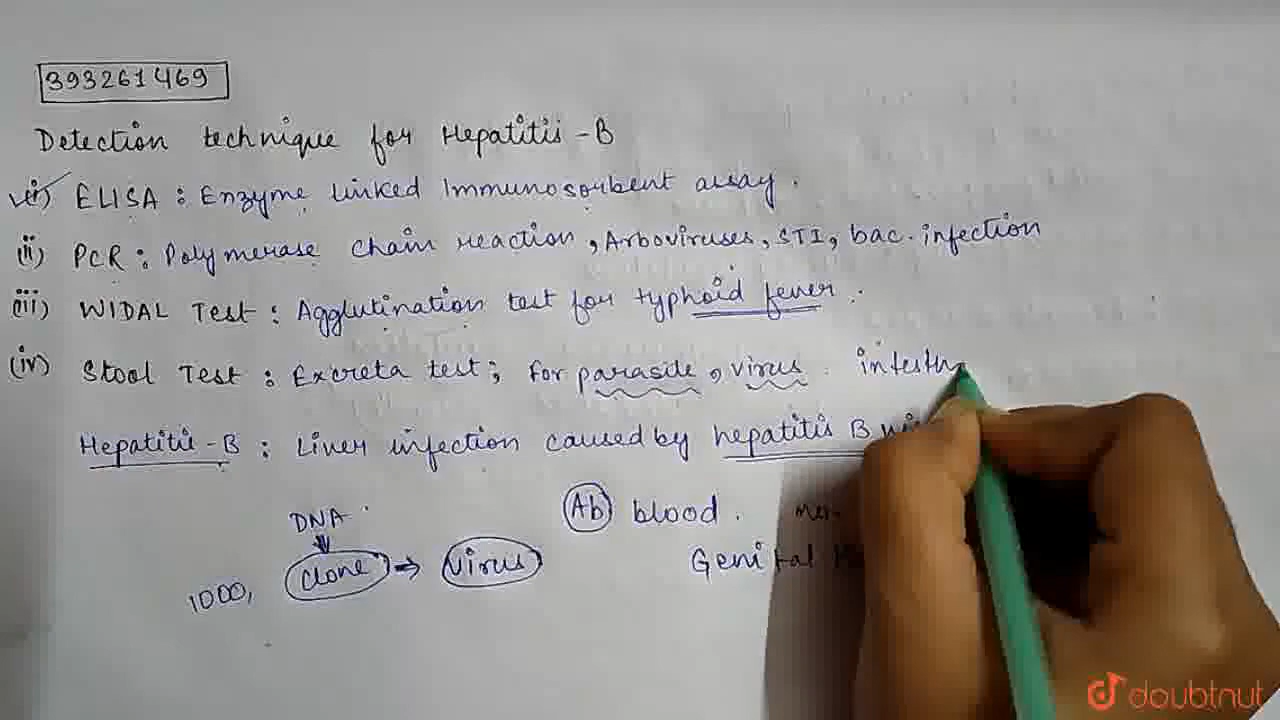 393261469
Detection technique for Hepatitis-B
(i) ELISA : Enzyme linked Immunosorbent assay.
(ii) PCR : Polymerase chain reaction, Arboviruses, STI, bac. infection
(iii) WIDAL Test : Agglutination test for typhoid fever.
(iv) Stool Test : Excreta test; for parasite, virus.
Hepatitis-B : Liver infection caused by hepatitis B
DNA
Ab blood.
1000, clone → virus
Genital
doubtnut